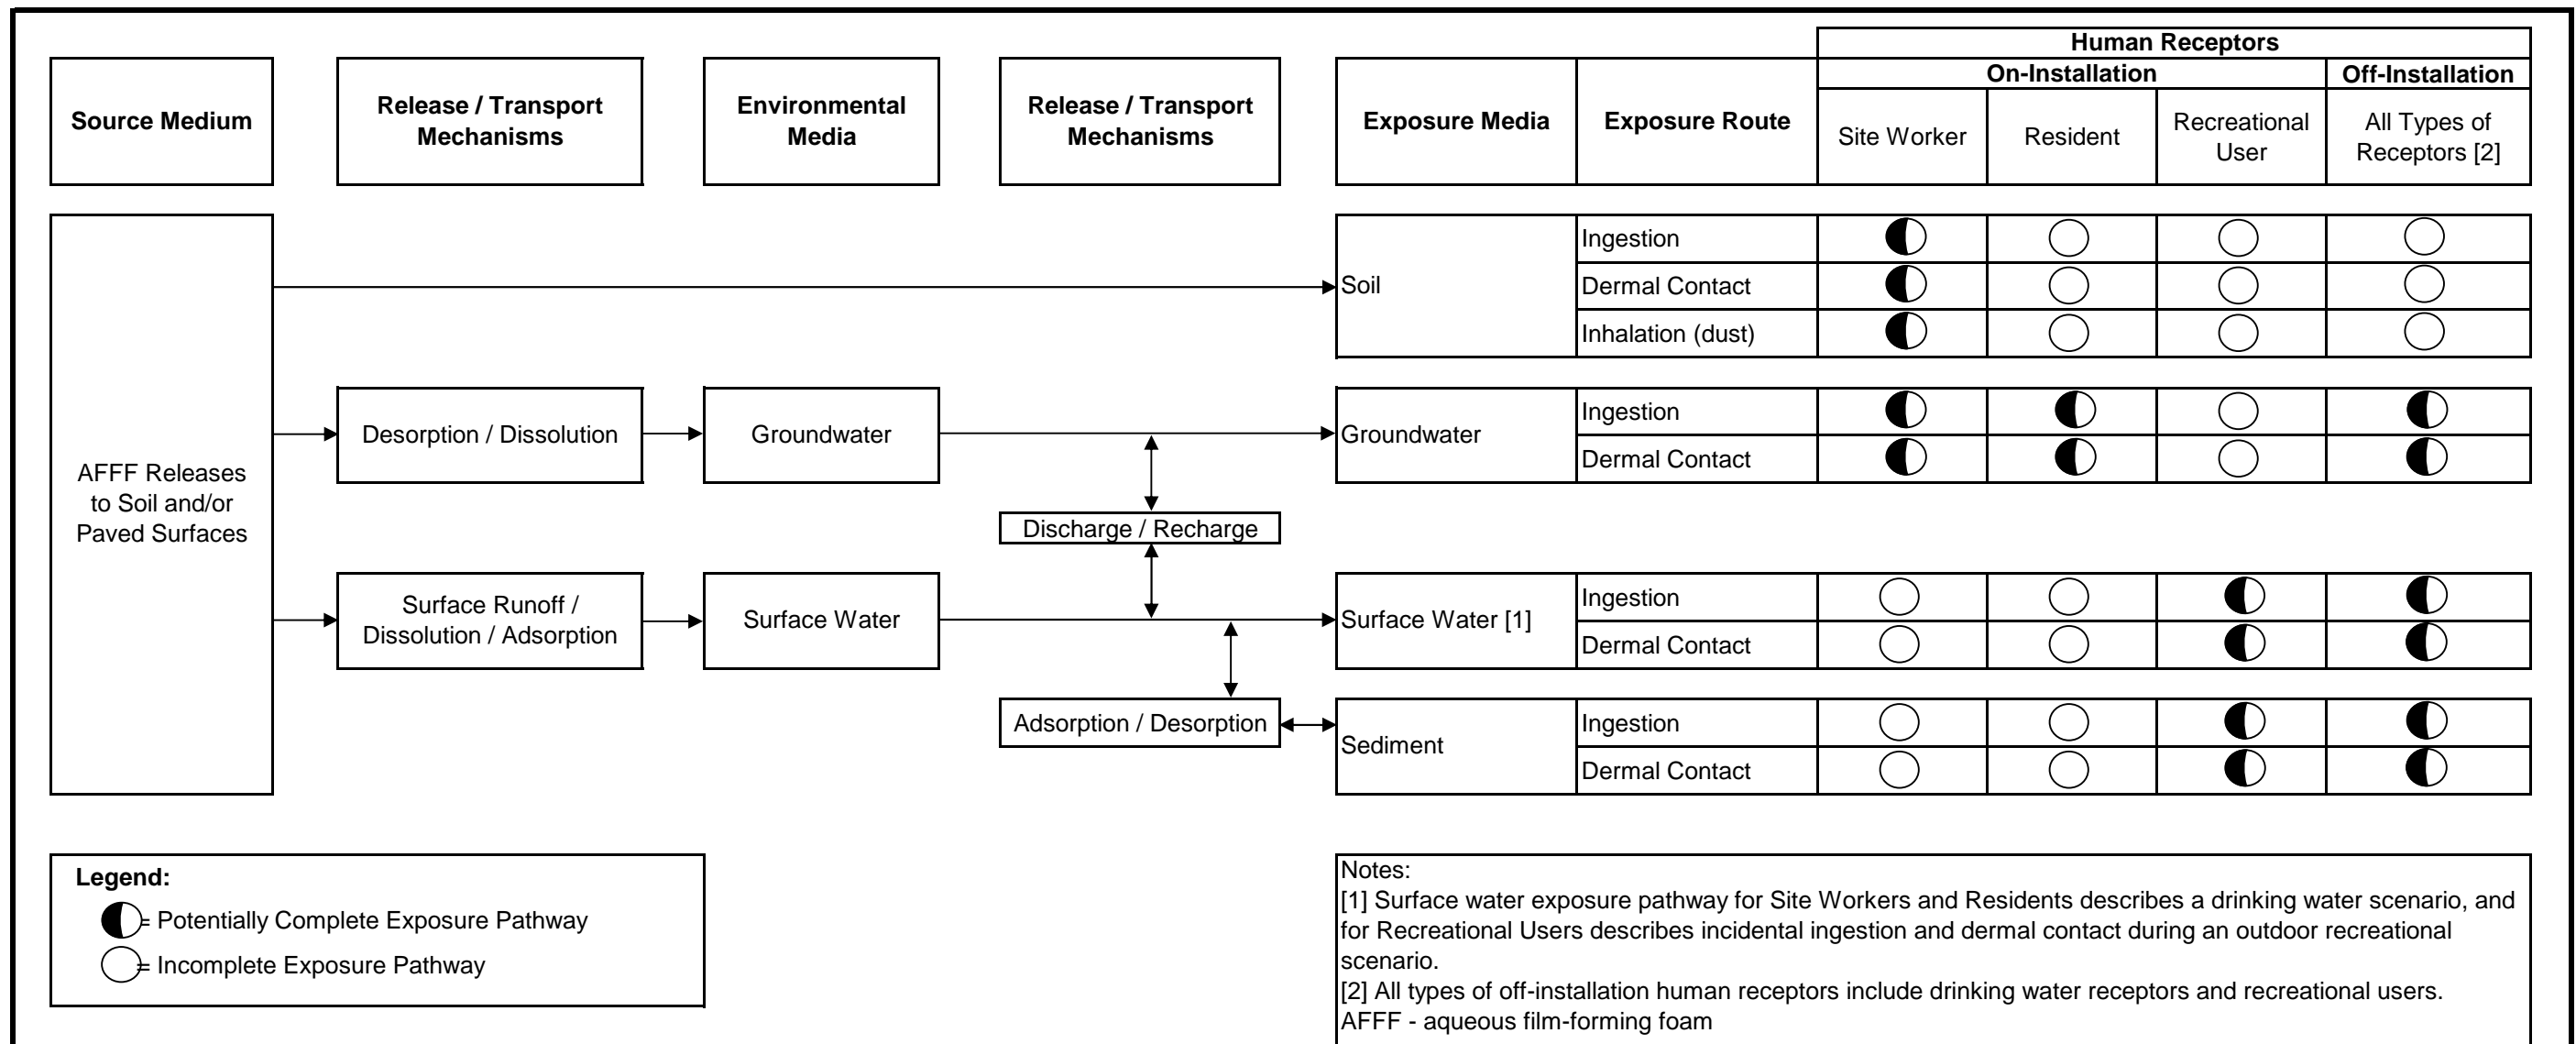 Human Receptors
On-Installation
Off-Installation
Source Medium
Release / Transport
Mechanisms
Environmental
Media
Release / Transport
Mechanisms
Exposure Media
Exposure Route
Site Worker
Resident
Recreational
User
All Types of
Receptors [2]
AFFF Releases
to Soil and/or
Paved Surfaces
Soil
Ingestion
Dermal Contact
Inhalation (dust)
Desorption / Dissolution
Groundwater
Groundwater
Ingestion
Dermal Contact
Discharge / Recharge
Surface Runoff /
Dissolution / Adsorption
Surface Water
Surface Water [1]
Ingestion
Dermal Contact
Adsorption / Desorption
Sediment
Ingestion
Dermal Contact
Legend:
= Potentially Complete Exposure Pathway
= Incomplete Exposure Pathway
Notes:
[1] Surface water exposure pathway for Site Workers and Residents describes a drinking water scenario, and
for Recreational Users describes incidental ingestion and dermal contact during an outdoor recreational
scenario.
[2] All types of off-installation human receptors include drinking water receptors and recreational users.
AFFF - aqueous film-forming foam